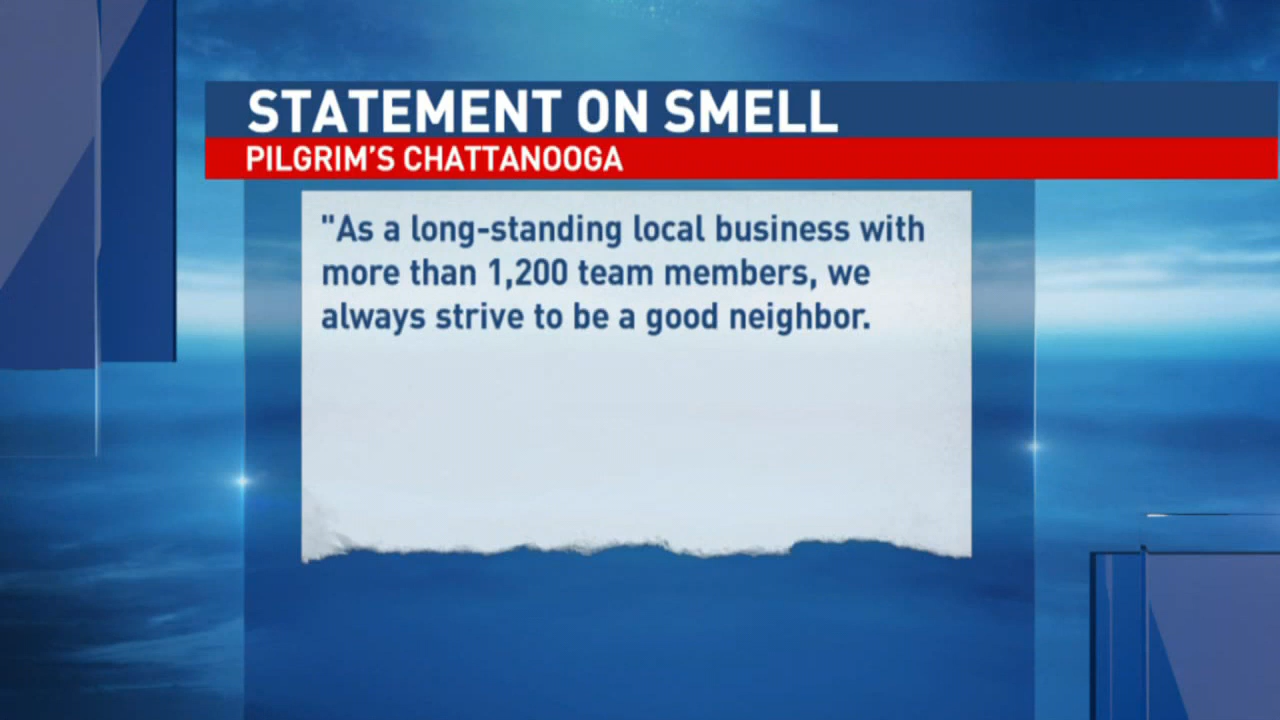 STATEMENT ON SMELL
PILGRIM'S CHATTANOOGA
"As a long-standing local business with
more than 1,200 team members, we
always strive to be a good neighbor.